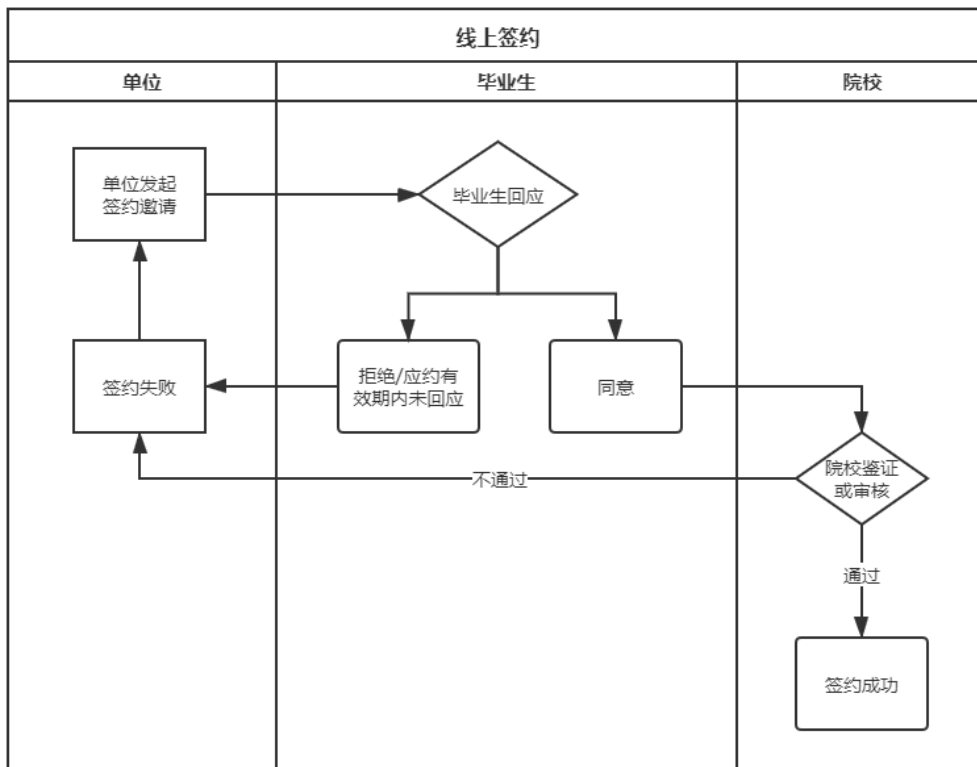 线上签约
单位
毕业生
院校
单位发起
签约邀请
毕业生回应
签约失败
拒绝/应约有
效期内未回应
同意
院校鉴证
或审核
不通过
通过
签约成功